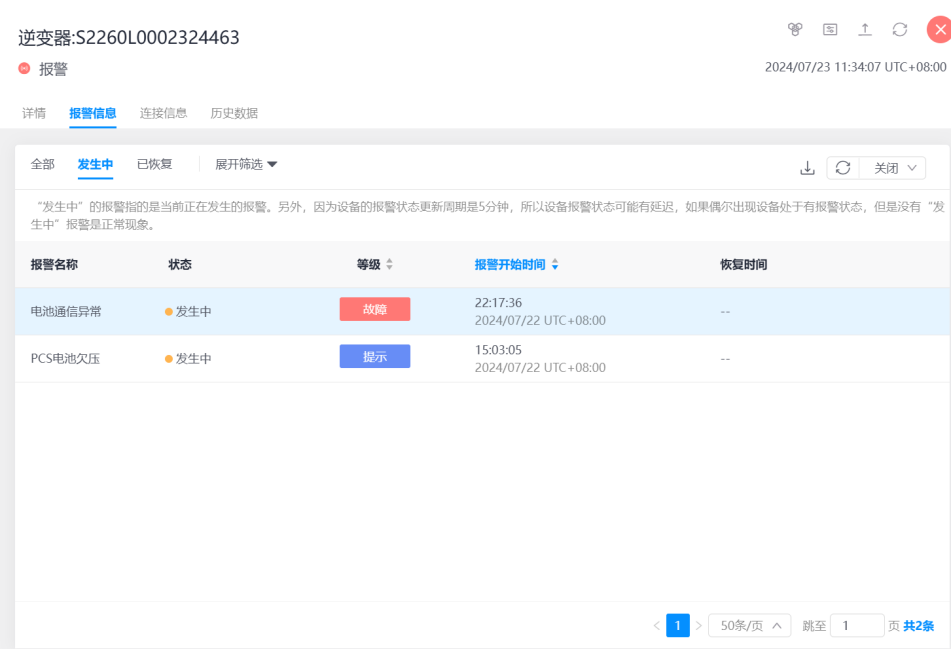 逆变器:S2260L0002324463
报警
2024/07/23 11:34:07 UTC+08:00
详情 报警信息 连接信息 历史数据
全部 发生中 已恢复 展开筛选 关闭
“发生中”的报警指的是当前正在发生的报警。另外，因为设备的报警状态更新周期是5分钟，所以设备报警状态可能有延迟，如果偶尔出现设备处于有报警状态，但是没有“发
生中”报警是正常现象。
报警名称 状态 等级 报警开始时间 恢复时间
电池通信异常 发生中 故障 22:17:36 --
2024/07/22 UTC+08:00
PCS电池欠压 发生中 提示 15:03:05 --
2024/07/22 UTC+08:00
< 1 > 50条/页 跳至 1 页 共2条